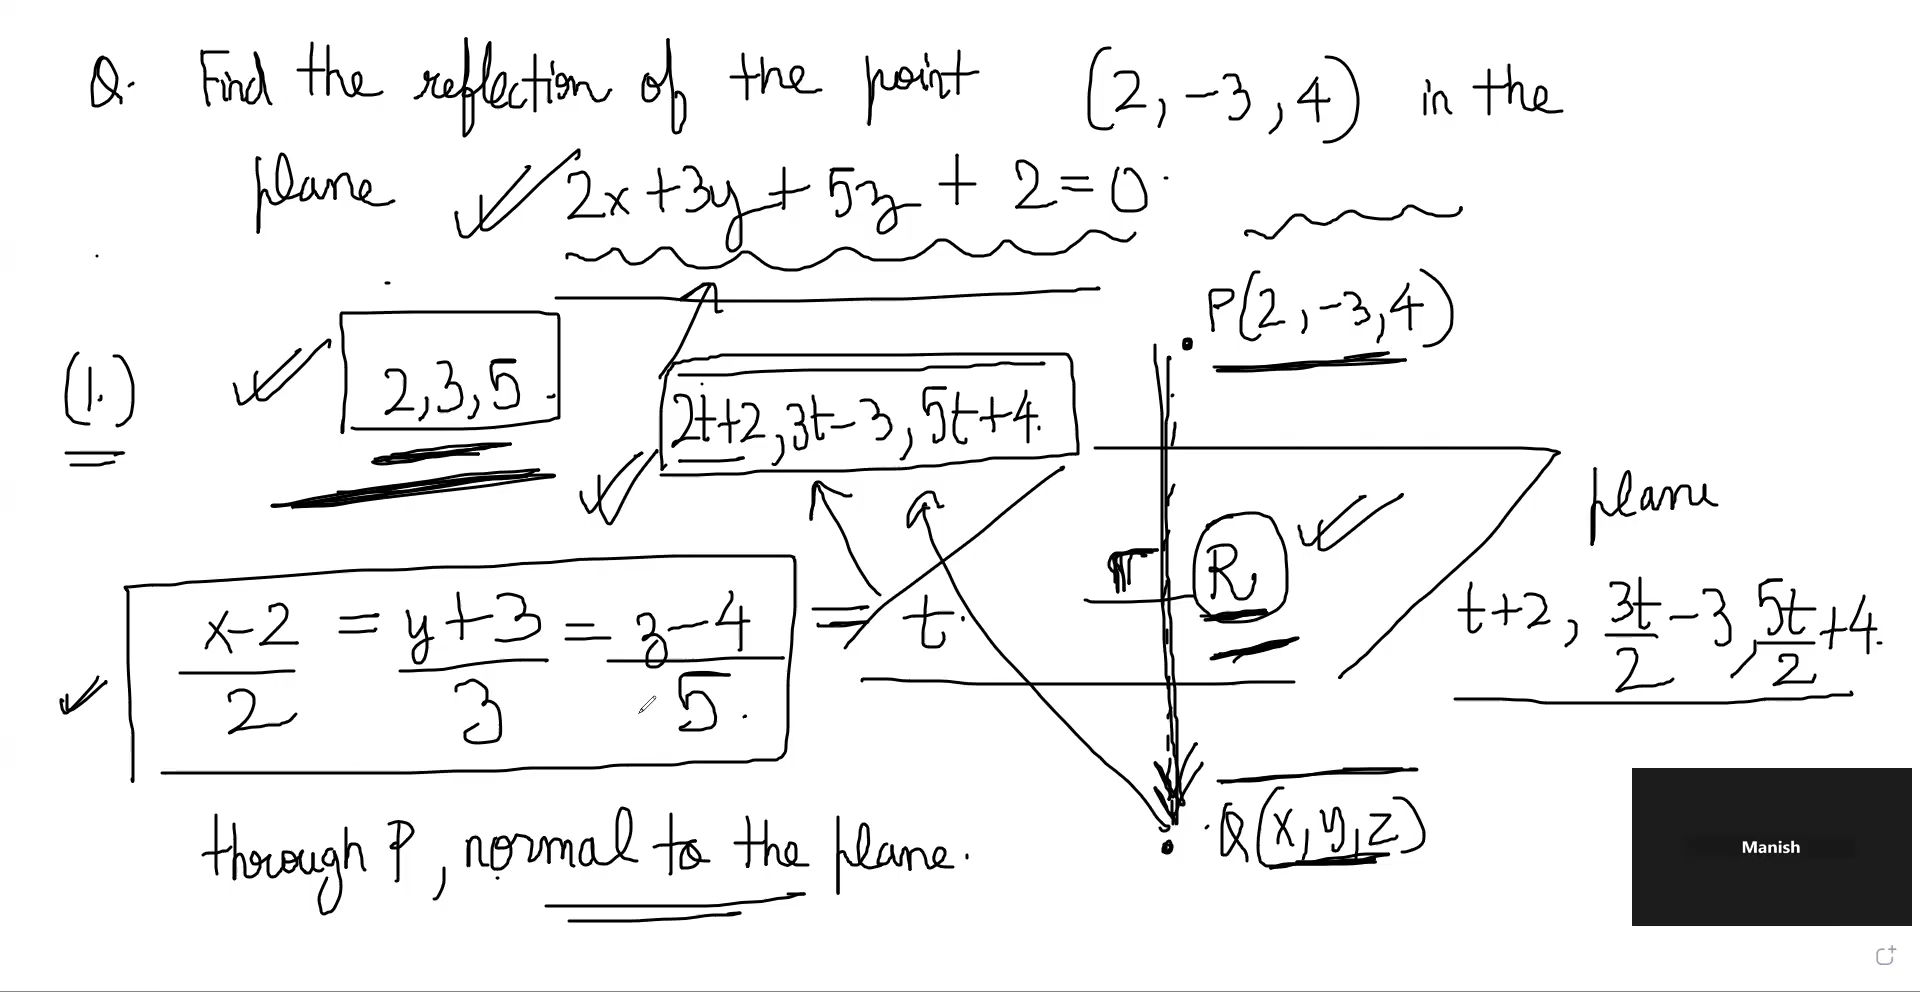 Q. Find the reflection of the point (2, -3, 4) in the
plane 2x + 3y + 5z + 2 = 0.
P(2, -3, 4)
(1.) 2, 3, 5.
2t+2, 3t-3, 5t+4.
plane
π R
t+2, 3t/2 - 3, 5t/2 + 4.
x-2/2 = y+3/3 = z-4/5 = t.
Q(x, y, z)
through P, normal to the plane.
Manish